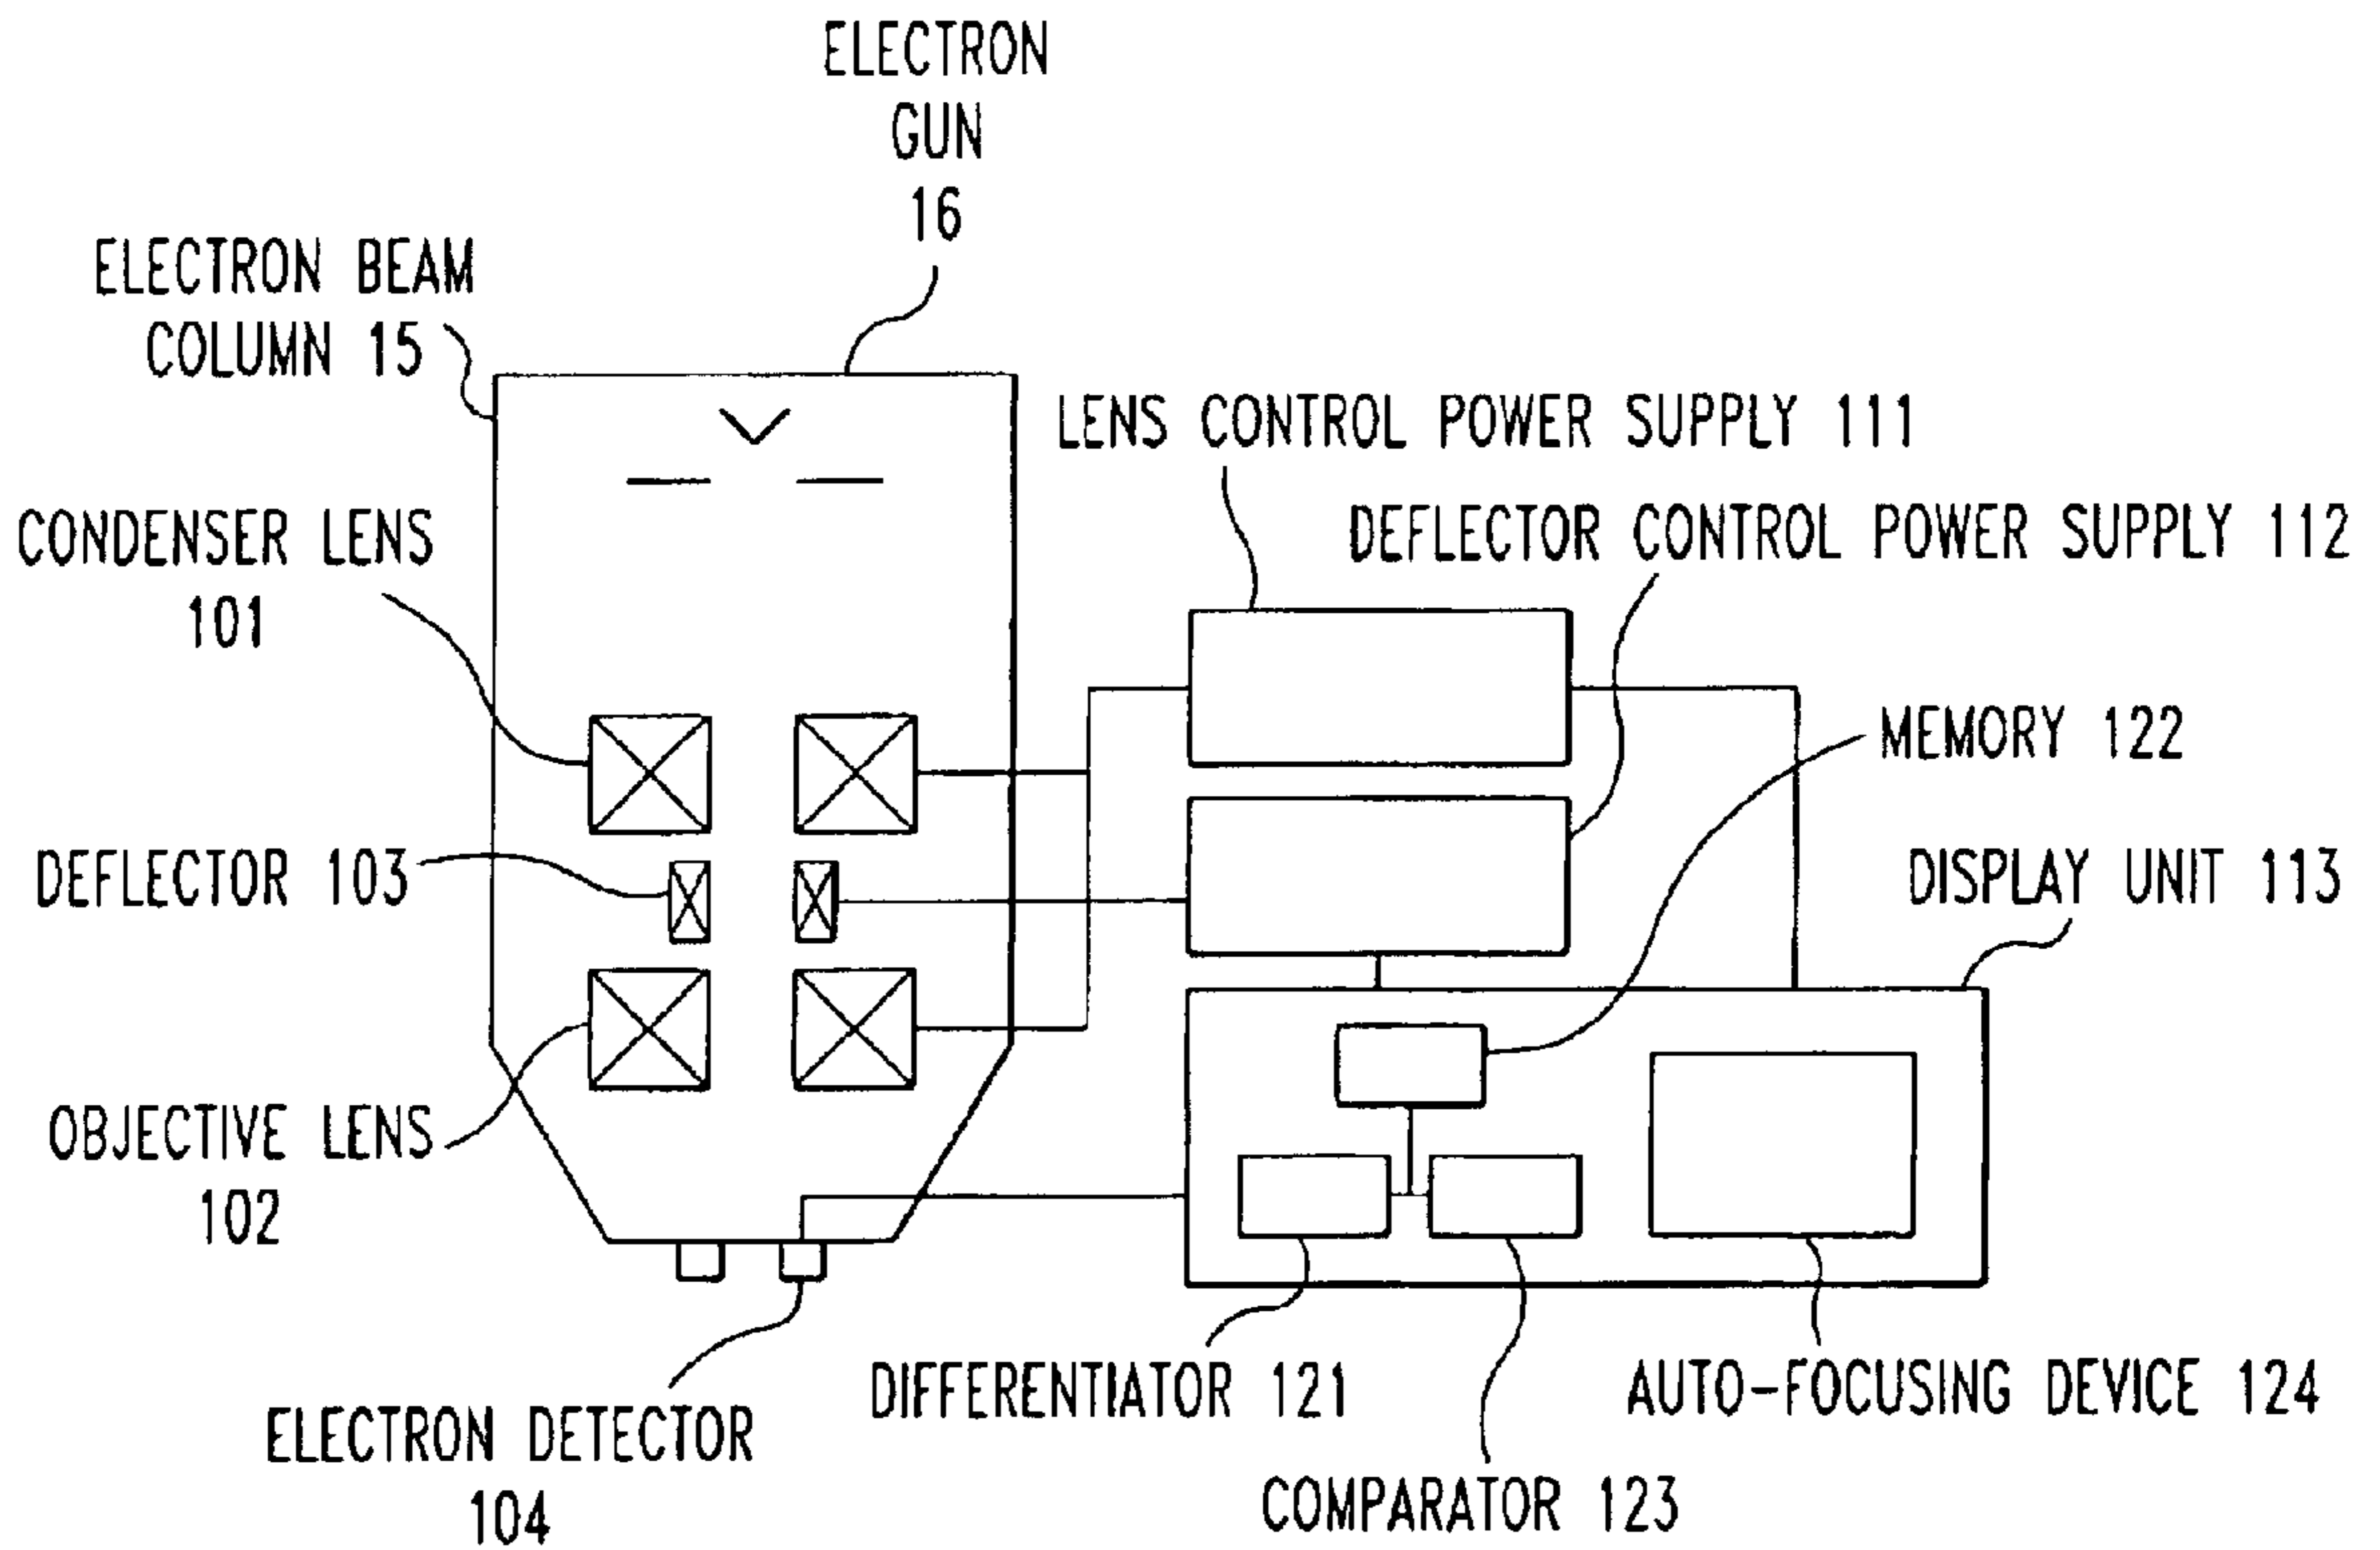 ELECTRON
GUN
16
ELECTRON BEAM
COLUMN 15
LENS CONTROL POWER SUPPLY 111
CONDENSER LENS
101
DEFLECTOR CONTROL POWER SUPPLY 112
MEMORY 122
DEFLECTOR 103
DISPLAY UNIT 113
OBJECTIVE LENS
102
DIFFERENTIATOR 121
AUTO-FOCUSING DEVICE 124
ELECTRON DETECTOR
104
COMPARATOR 123